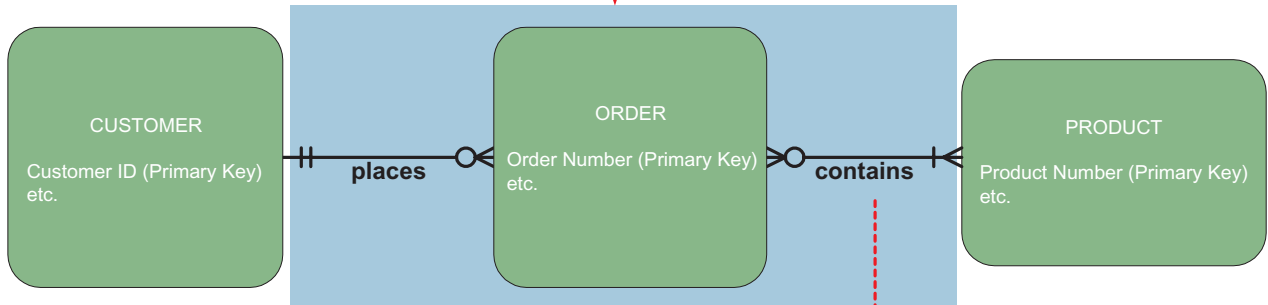 CUSTOMER
Customer ID (Primary Key)
etc.
places
ORDER
Order Number (Primary Key)
etc.
contains
PRODUCT
Product Number (Primary Key)
etc.